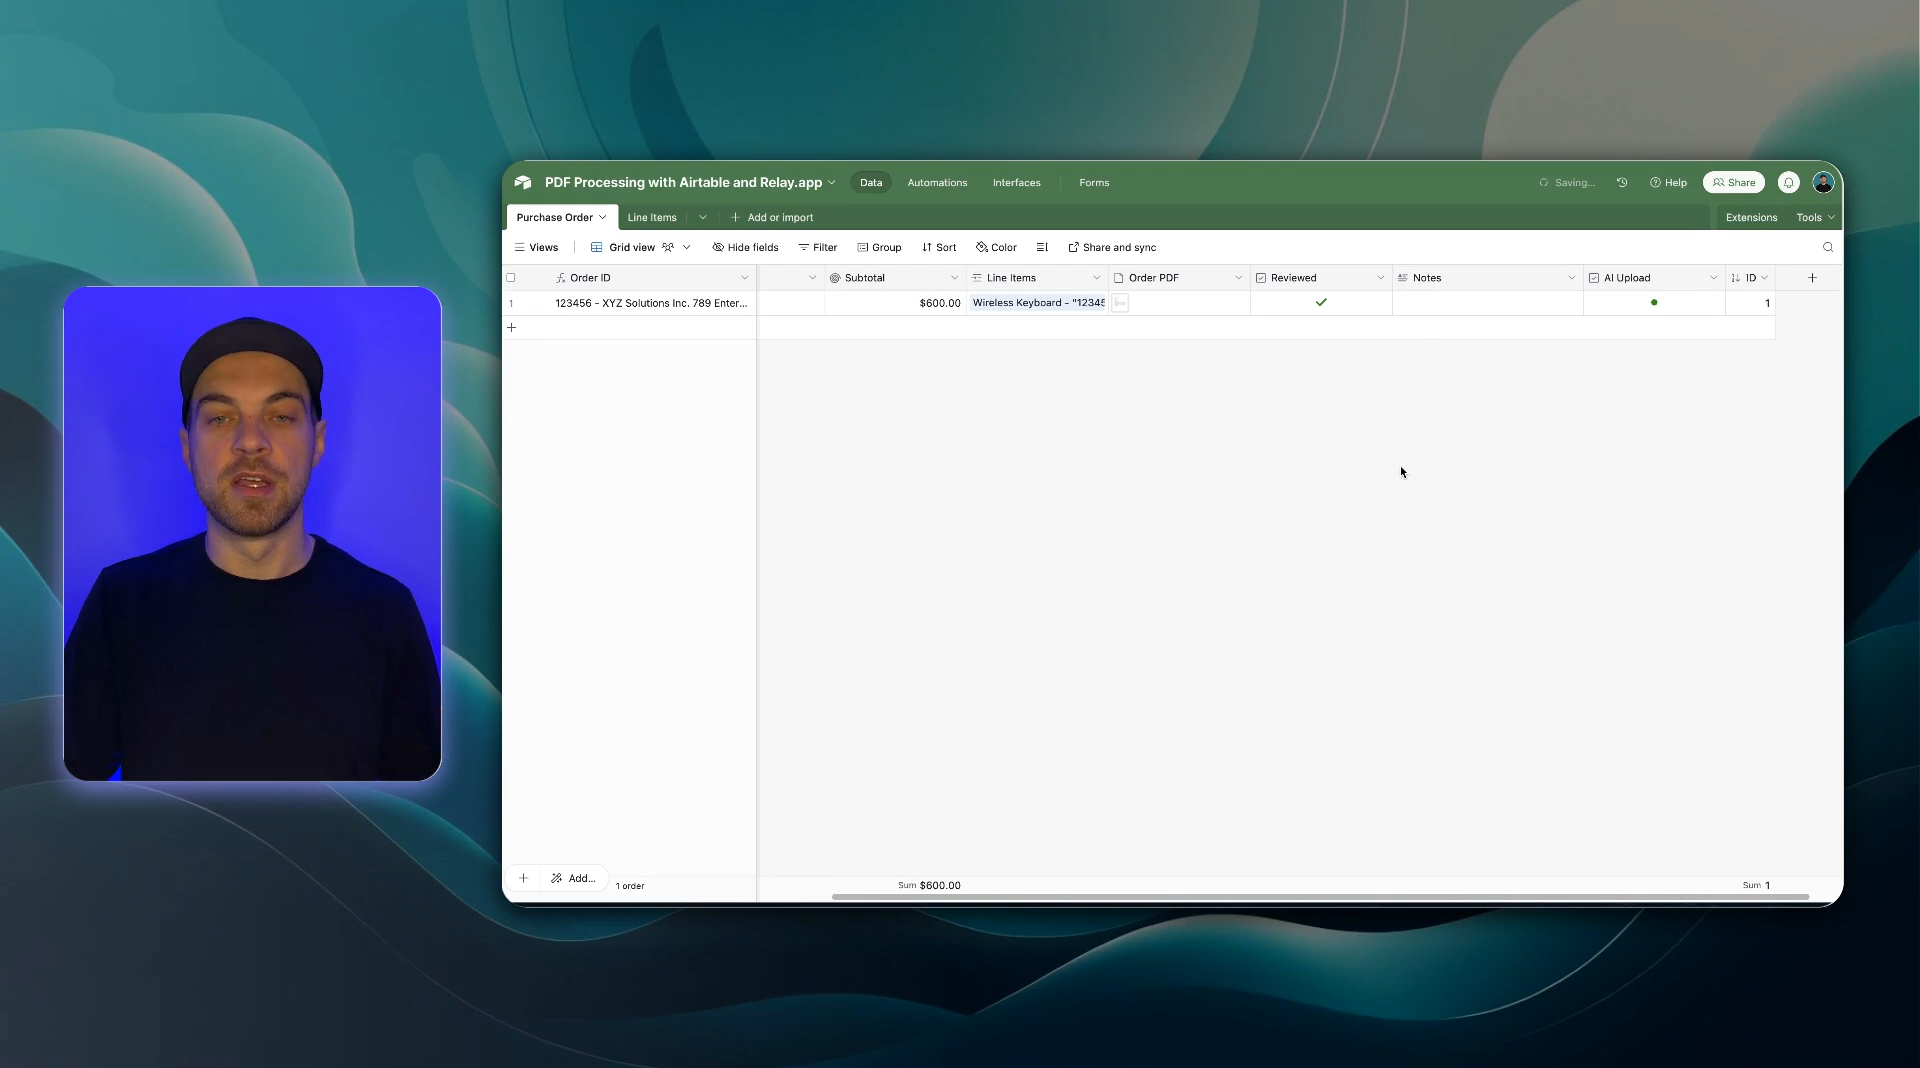 PDF Processing with Airtable and Relay.app Data Automations Interfaces Forms Saving... Help Share
Purchase Order Line Items Add or import Extensions Tools
Views Grid view Hide fields Filter Group Sort Color Share and sync
Order ID Subtotal Line Items Order PDF Reviewed Notes AI Upload ID
1 123456 - XYZ Solutions Inc. 789 Enter... $600.00 Wireless Keyboard - "12345 1
+
+ Add... 1 order Sum $600.00 Sum 1